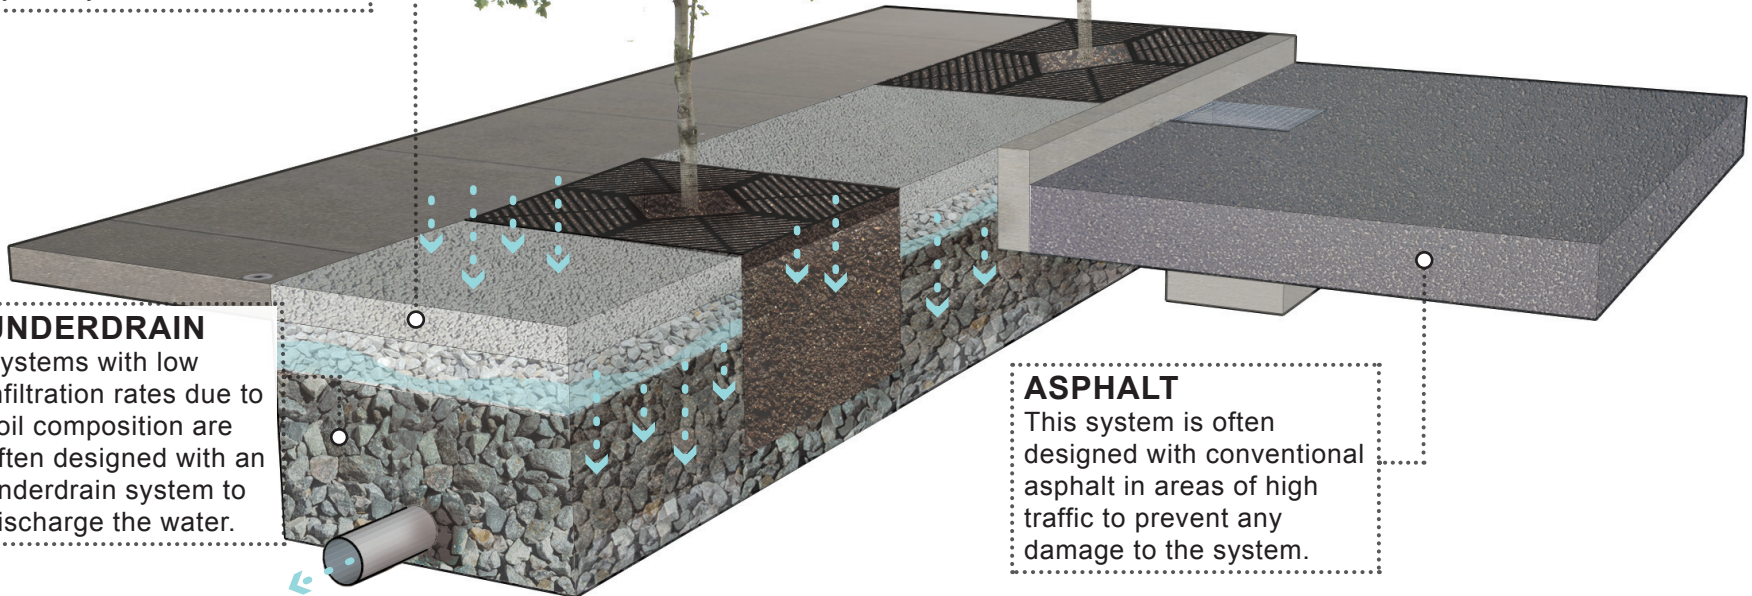 UNDERDRAIN
ystems with low
nfiltration rates due to
oil composition are
ften designed with an
nderdrain system to
ischarge the water.
ASPHALT
This system is often
designed with conventional
asphalt in areas of high
traffic to prevent any
damage to the system.